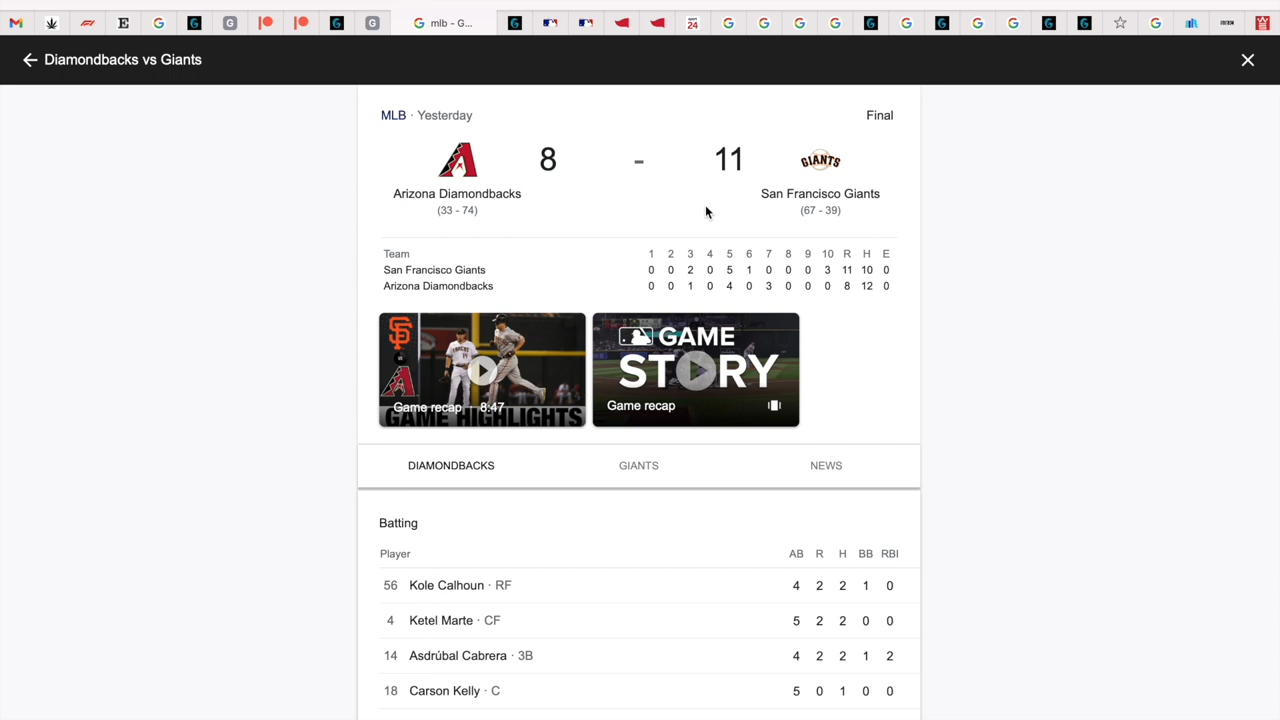 mlb - G...
24
Diamondbacks vs Giants
MLB · Yesterday
Final
8 - 11
GIANTS
Arizona Diamondbacks
San Francisco Giants
(33 - 74)
(67 - 39)
Team 1 2 3 4 5 6 7 8 9 10 R H E
San Francisco Giants 0 0 2 0 5 1 0 0 0 3 11 10 0
Arizona Diamondbacks 0 0 1 0 4 0 3 0 0 0 8 12 0
Game recap · 8:47
GAME HIGHLIGHTS
GAME
STORY
Game recap
DIAMONDBACKS
GIANTS
NEWS
Batting
Player AB R H BB RBI
56 Kole Calhoun · RF 4 2 2 1 0
4 Ketel Marte · CF 5 2 2 0 0
14 Asdrúbal Cabrera · 3B 4 2 2 1 2
18 Carson Kelly · C 5 0 1 0 0